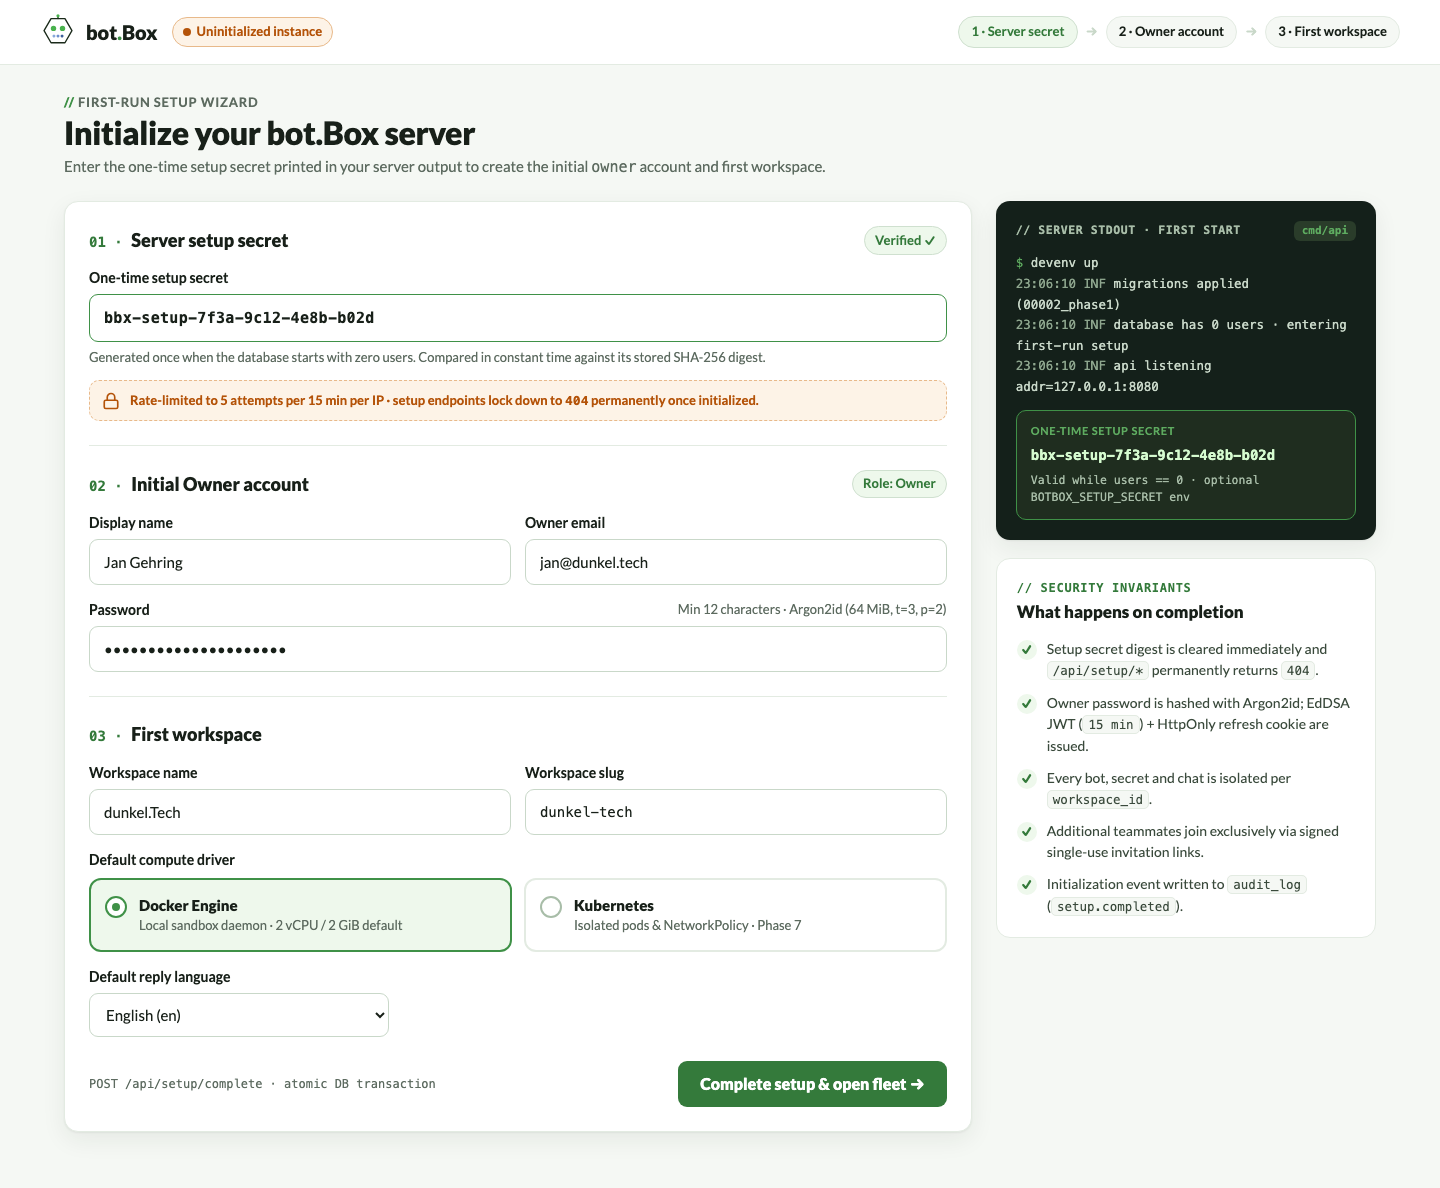 bot.Box
Uninitialized instance
1 · Server secret → 2 · Owner account → 3 · First workspace
// FIRST-RUN SETUP WIZARD
Initialize your bot.Box server
Enter the one-time setup secret printed in your server output to create the initial owner account and first workspace.
01 · Server setup secret
Verified ✓
One-time setup secret
bbx-setup-7f3a-9c12-4e8b-b02d
Generated once when the database starts with zero users. Compared in constant time against its stored SHA-256 digest.
Rate-limited to 5 attempts per 15 min per IP · setup endpoints lock down to 404 permanently once initialized.
02 · Initial Owner account
Role: Owner
Display name
Jan Gehring
Owner email
jan@dunkel.tech
Password
Min 12 characters · Argon2id (64 MiB, t=3, p=2)
•••••••••••••••••••••
03 · First workspace
Workspace name
dunkel.Tech
Workspace slug
dunkel-tech
Default compute driver
Docker Engine
Local sandbox daemon · 2 vCPU / 2 GiB default
Kubernetes
Isolated pods & NetworkPolicy · Phase 7
Default reply language
English (en)
POST /api/setup/complete · atomic DB transaction
Complete setup & open fleet →
// SERVER STDOUT · FIRST START
cmd/api
$ devenv up
23:06:10 INF migrations applied
(00002_phase1)
23:06:10 INF database has 0 users · entering
first-run setup
23:06:10 INF api listening
addr=127.0.0.1:8080
ONE-TIME SETUP SECRET
bbx-setup-7f3a-9c12-4e8b-b02d
Valid while users == 0 · optional
BOTBOX_SETUP_SECRET env
// SECURITY INVARIANTS
What happens on completion
Setup secret digest is cleared immediately and
/api/setup/* permanently returns 404.
Owner password is hashed with Argon2id; EdDSA
JWT (15 min) + HttpOnly refresh cookie are
issued.
Every bot, secret and chat is isolated per
workspace_id.
Additional teammates join exclusively via signed
single-use invitation links.
Initialization event written to audit_log
(setup.completed).